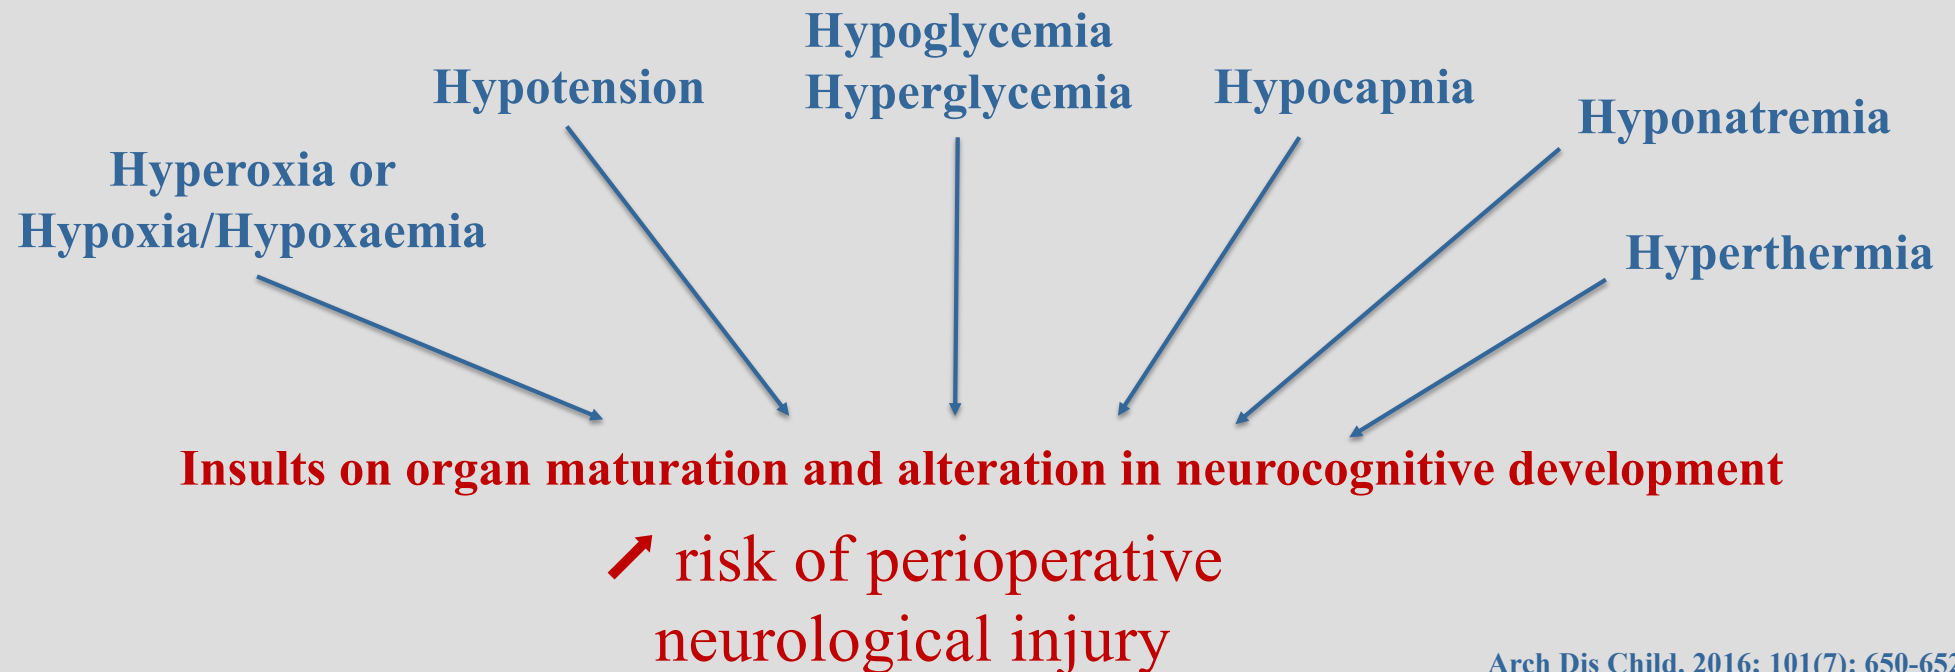 Hypoglycemia
Hyperglycemia
Hypotension
Hypocapnia
Hyponatremia
Hyperoxia or
Hypoxia/Hypoxaemia
Hyperthermia
Insults on organ maturation and alteration in neurocognitive development
↗ risk of perioperative
neurological injury
Arch Dis Child. 2016; 101(7): 650-652